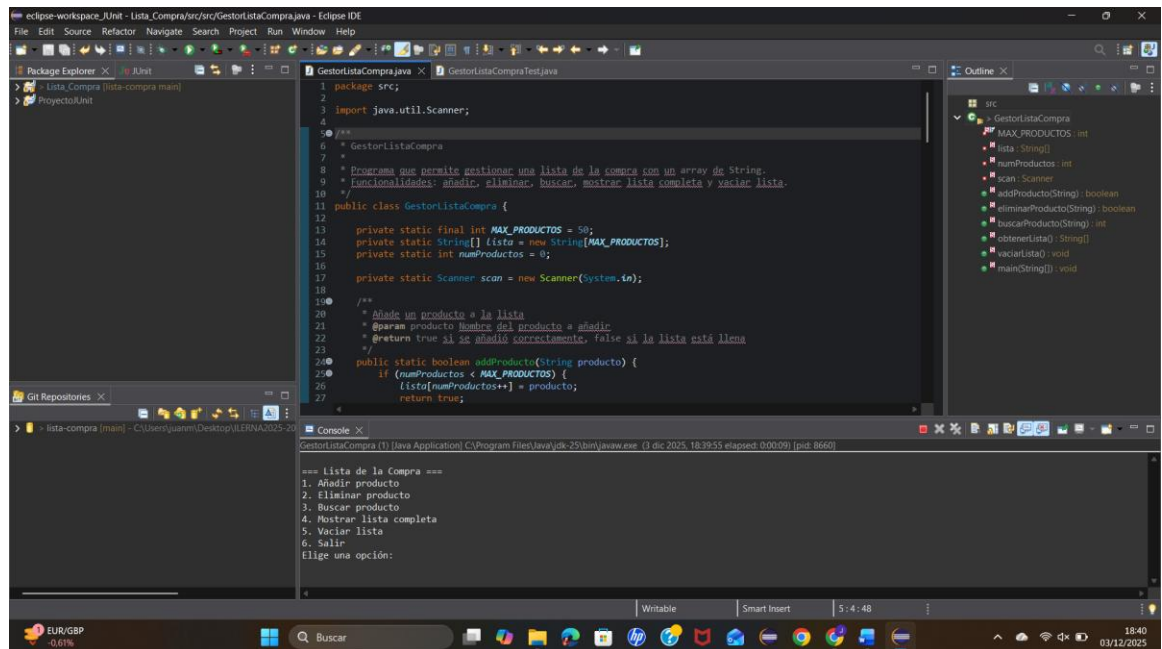 eclipse-workspace_JUnit - Lista_Compra/src/src/GestorListaCompra.java - Eclipse IDE
File Edit Source Refactor Navigate Search Project Run Window Help
Package Explorer
JUnit
> Lista_Compra [lista-compra main]
ProyectoJUnit
GestorListaCompra.java
GestorListaCompraTest.java
1 package src;
2
3 import java.util.Scanner;
4
5 /**
6 * GestorListaCompra
7 *
8 * Programa que permite gestionar una lista de la compra con un array de String.
9 * Funcionalidades: añadir, eliminar, buscar, mostrar lista completa y vaciar lista.
10 */
11 public class GestorListaCompra {
12
13 private static final int MAX_PRODUCTOS = 50;
14 private static String[] lista = new String[MAX_PRODUCTOS];
15 private static int numProductos = 0;
16
17 private static Scanner scan = new Scanner(System.in);
18
19 /**
20 * Añade un producto a la lista
21 * @param producto Nombre del producto a añadir
22 * @return true si se añadió correctamente, false si la lista está llena
23 */
24 public static boolean addProducto(String producto) {
25 if (numProductos < MAX_PRODUCTOS) {
26 lista[numProductos++] = producto;
27 return true;
Outline
src
> GestorListaCompra
MAX_PRODUCTOS : int
lista : String[]
numProductos : int
scan : Scanner
addProducto(String) : boolean
eliminarProducto(String) : boolean
buscarProducto(String) : int
obtenerLista() : String[]
vaciarLista() : void
main(String[]) : void
Git Repositories
> lista-compra [main] - C:\Users\juanm\Desktop\ILERNA2025-20
Console
GestorListaCompra (1) [Java Application] C:\Program Files\Java\jdk-25\bin\javaw.exe (3 dic 2025, 18:39:55 elapsed: 0:00:09) [pid: 8660]
=== Lista de la Compra ===
1. Añadir producto
2. Eliminar producto
3. Buscar producto
4. Mostrar lista completa
5. Vaciar lista
6. Salir
Elige una opción:
Writable
Smart Insert
5 : 4 : 48
EUR/GBP
-0,61%
Buscar
18:40
03/12/2025